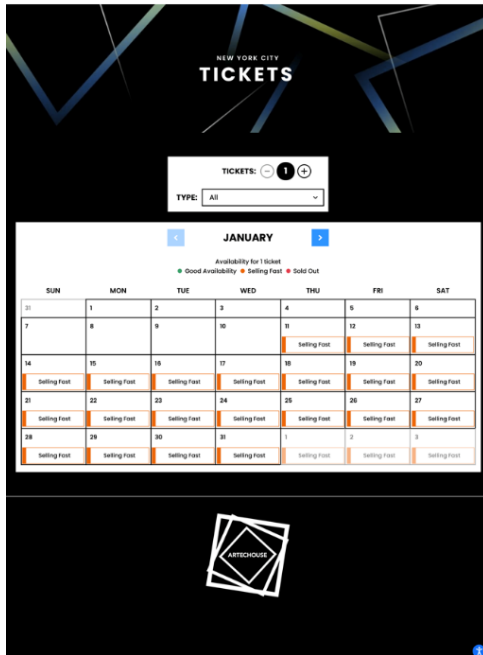 NEW YORK CITY
TICKETS
TICKETS: − 1 +
TYPE: All
< JANUARY >
Availability for 1 ticket
Good Availability Selling Fast Sold Out
SUN MON TUE WED THU FRI SAT
31 1 2 3 4 5 6
7 8 9 10 11 12 13
Selling Fast Selling Fast Selling Fast
14 15 16 17 18 19 20
Selling Fast Selling Fast Selling Fast Selling Fast Selling Fast Selling Fast Selling Fast
21 22 23 24 25 26 27
Selling Fast Selling Fast Selling Fast Selling Fast Selling Fast Selling Fast Selling Fast
28 29 30 31 1 2 3
Selling Fast Selling Fast Selling Fast Selling Fast Selling Fast Selling Fast Selling Fast
ARTECHOUSE